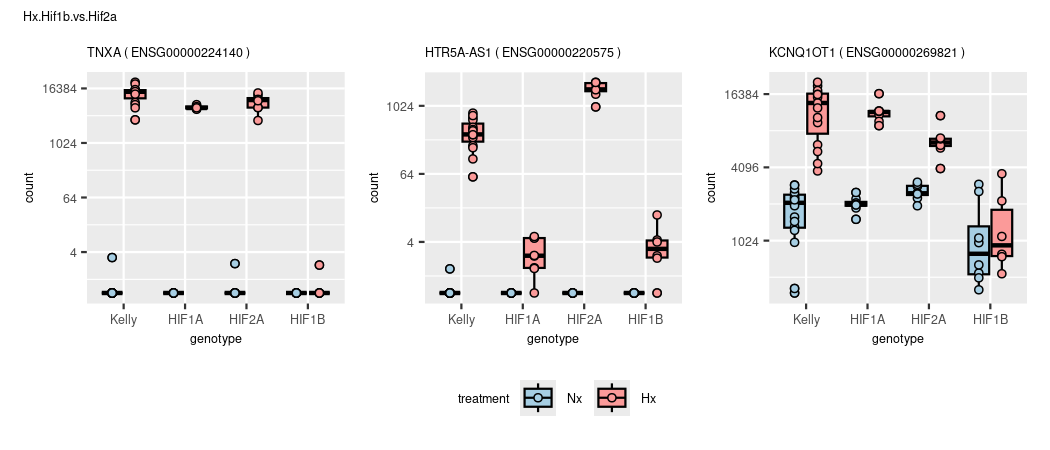 Hx.Hif1b.vs.Hif2a
TNXA ( ENSG00000224140 )
16384
1024
64
4
count
Kelly HIF1A HIF2A HIF1B
genotype
HTR5A-AS1 ( ENSG00000220575 )
1024
64
4
count
Kelly HIF1A HIF2A HIF1B
genotype
KCNQ1OT1 ( ENSG00000269821 )
16384
4096
1024
count
Kelly HIF1A HIF2A HIF1B
genotype
treatment Nx Hx